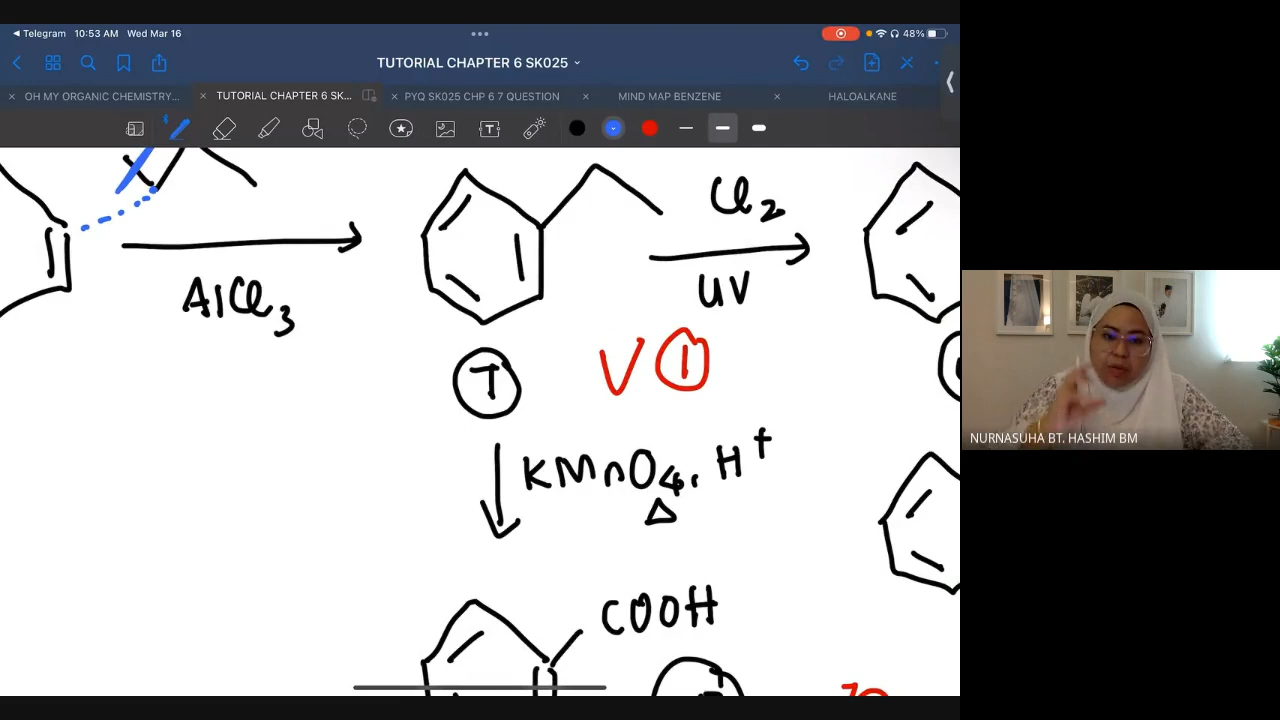 Telegram 10:53 AM Wed Mar 16
48%
TUTORIAL CHAPTER 6 SK025
OH MY ORGANIC CHEMISTRY...
TUTORIAL CHAPTER 6 SK...
PYQ SK025 CHP 6 7 QUESTION
MIND MAP BENZENE
HALOALKANE
AlCl3
Cl2
UV
T
1
KMnO4, H+
Δ
COOH
NURNASUHA BT. HASHIM BM